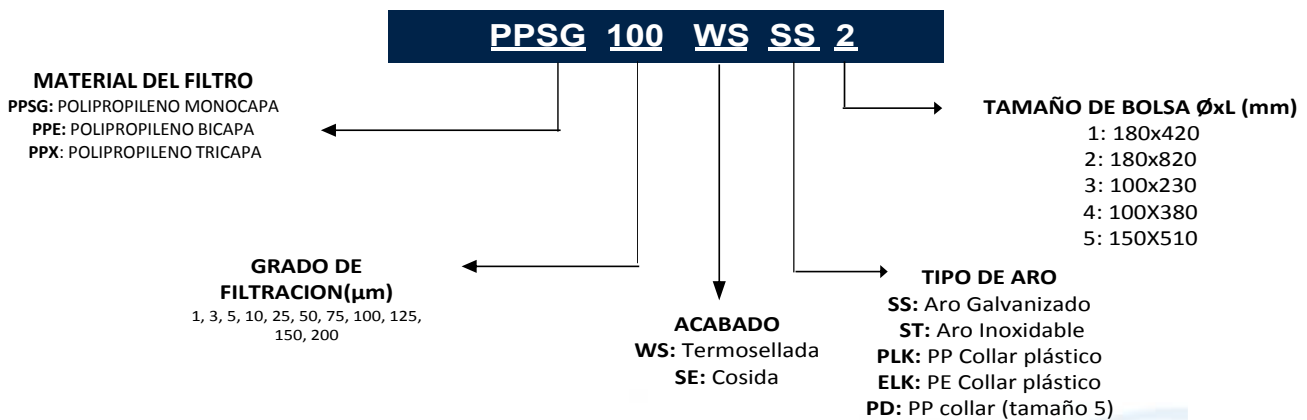 PPSG 100 WS SS 2
MATERIAL DEL FILTRO
PPSG: POLIPROPILENO MONOCAPA
PPE: POLIPROPILENO BICAPA
PPX: POLIPROPILENO TRICAPA
TAMAÑO DE BOLSA ØxL (mm)
1: 180x420
2: 180x820
3: 100x230
4: 100X380
5: 150X510
GRADO DE
FILTRACION(µm)
1, 3, 5, 10, 25, 50, 75, 100, 125,
150, 200
ACABADO
WS: Termosellada
SE: Cosida
TIPO DE ARO
SS: Aro Galvanizado
ST: Aro Inoxidable
PLK: PP Collar plástico
ELK: PE Collar plástico
PD: PP collar (tamaño 5)